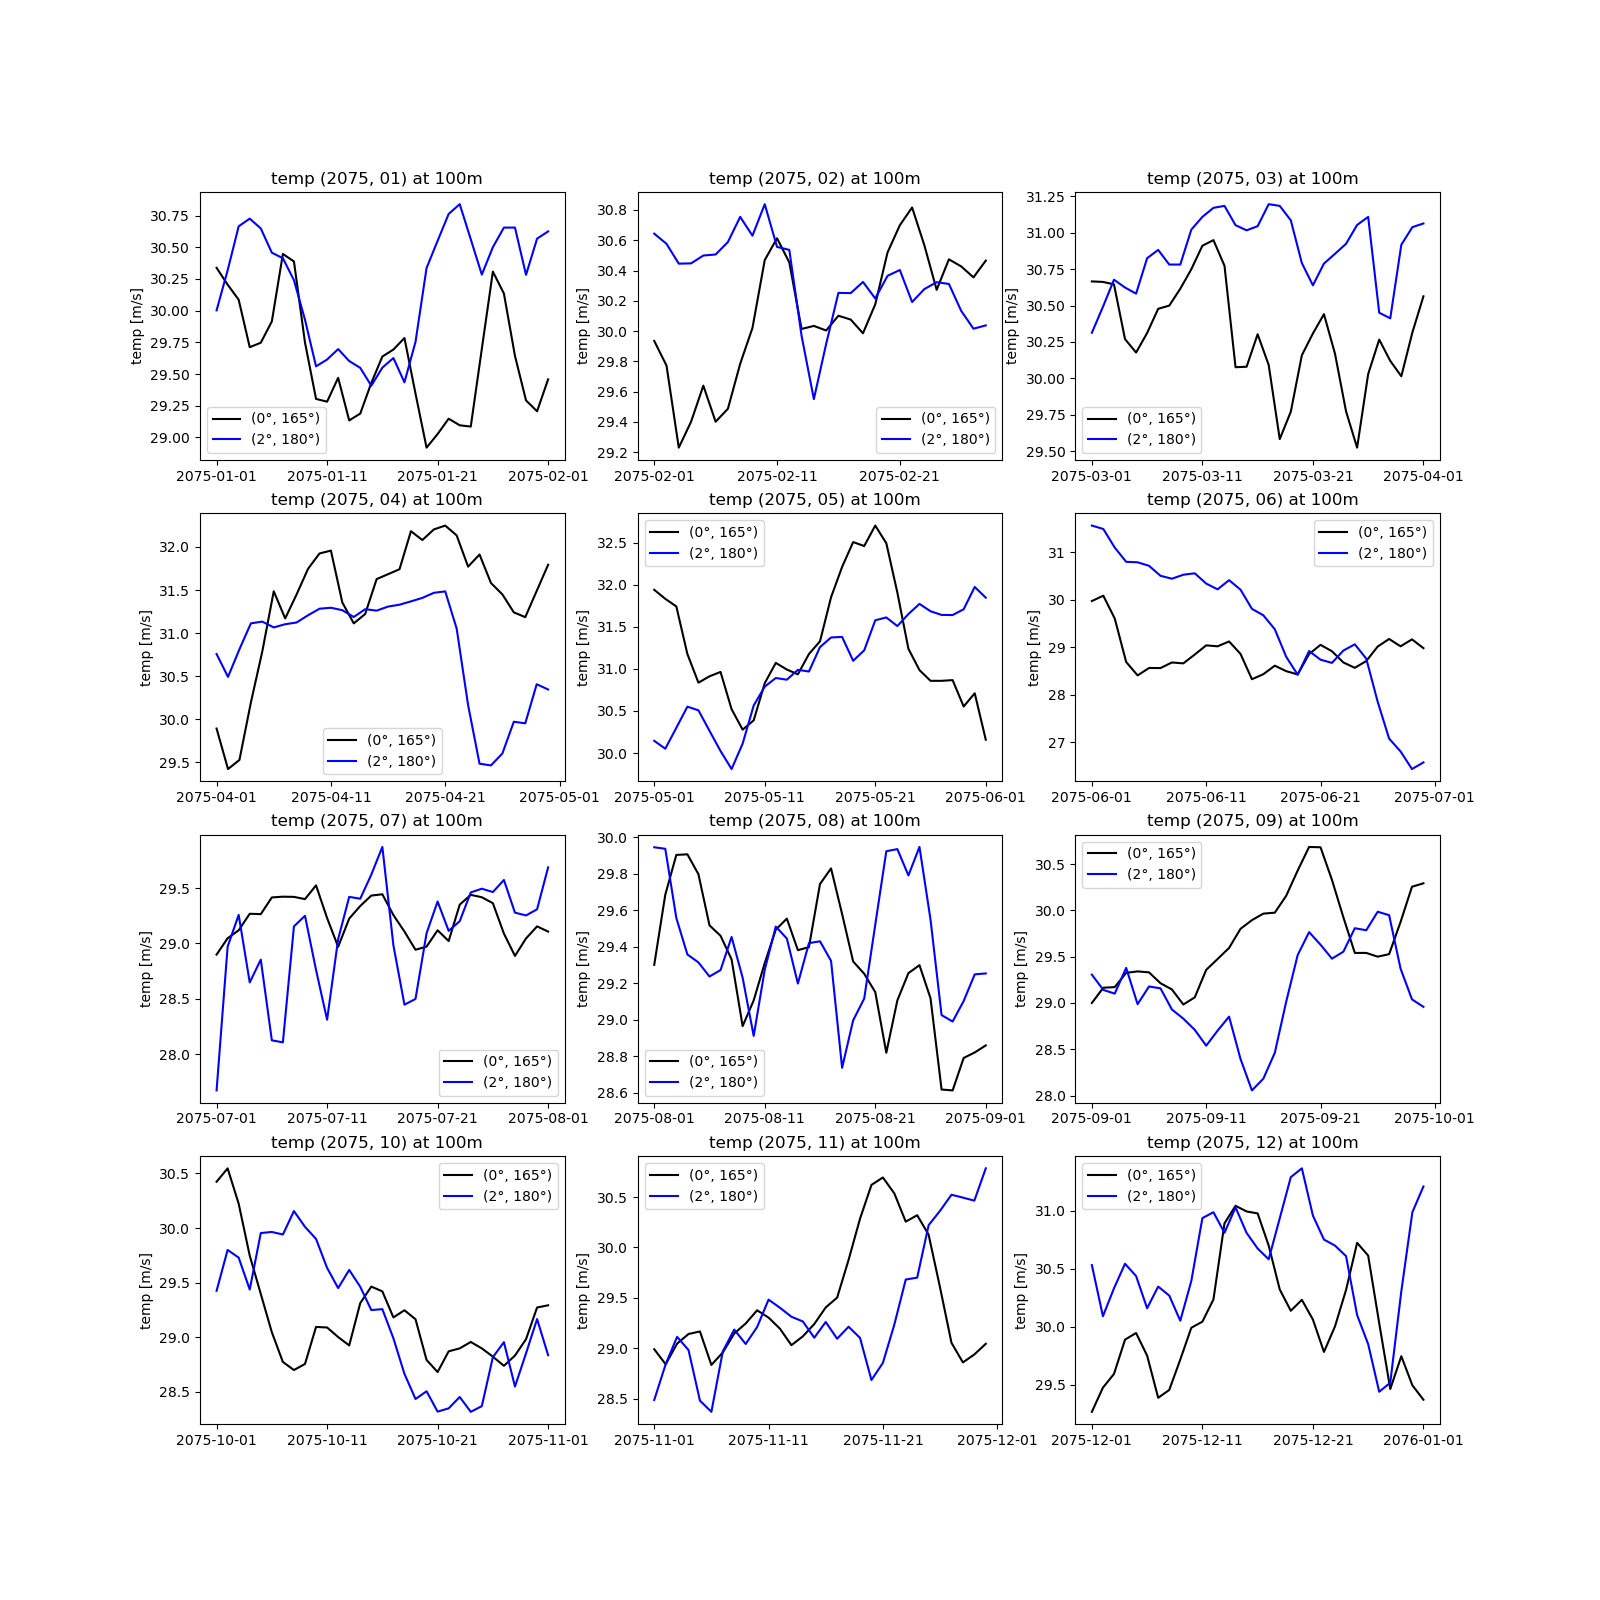 temp (2075, 01) at 100m
temp [m/s]
30.75
30.50
30.25
30.00
29.75
29.50
29.25
29.00
(0°, 165°)
(2°, 180°)
2075-01-01 2075-01-11 2075-01-21 2075-02-01
temp (2075, 02) at 100m
temp [m/s]
30.8
30.6
30.4
30.2
30.0
29.8
29.6
29.4
29.2
(0°, 165°)
(2°, 180°)
2075-02-01 2075-02-11 2075-02-21
temp (2075, 03) at 100m
temp [m/s]
31.25
31.00
30.75
30.50
30.25
30.00
29.75
29.50
(0°, 165°)
(2°, 180°)
2075-03-01 2075-03-11 2075-03-21 2075-04-01
temp (2075, 04) at 100m
temp [m/s]
32.0
31.5
31.0
30.5
30.0
29.5
(0°, 165°)
(2°, 180°)
2075-04-01 2075-04-11 2075-04-21 2075-05-01
temp (2075, 05) at 100m
temp [m/s]
32.5
32.0
31.5
31.0
30.5
30.0
(0°, 165°)
(2°, 180°)
2075-05-01 2075-05-11 2075-05-21 2075-06-01
temp (2075, 06) at 100m
temp [m/s]
31
30
29
28
27
(0°, 165°)
(2°, 180°)
2075-06-01 2075-06-11 2075-06-21 2075-07-01
temp (2075, 07) at 100m
temp [m/s]
29.5
29.0
28.5
28.0
(0°, 165°)
(2°, 180°)
2075-07-01 2075-07-11 2075-07-21 2075-08-01
temp (2075, 08) at 100m
temp [m/s]
30.0
29.8
29.6
29.4
29.2
29.0
28.8
28.6
(0°, 165°)
(2°, 180°)
2075-08-01 2075-08-11 2075-08-21 2075-09-01
temp (2075, 09) at 100m
temp [m/s]
30.5
30.0
29.5
29.0
28.5
28.0
(0°, 165°)
(2°, 180°)
2075-09-01 2075-09-11 2075-09-21 2075-10-01
temp (2075, 10) at 100m
temp [m/s]
30.5
30.0
29.5
29.0
28.5
(0°, 165°)
(2°, 180°)
2075-10-01 2075-10-11 2075-10-21 2075-11-01
temp (2075, 11) at 100m
temp [m/s]
30.5
30.0
29.5
29.0
28.5
(0°, 165°)
(2°, 180°)
2075-11-01 2075-11-11 2075-11-21 2075-12-01
temp (2075, 12) at 100m
temp [m/s]
31.0
30.5
30.0
29.5
(0°, 165°)
(2°, 180°)
2075-12-01 2075-12-11 2075-12-21 2076-01-01